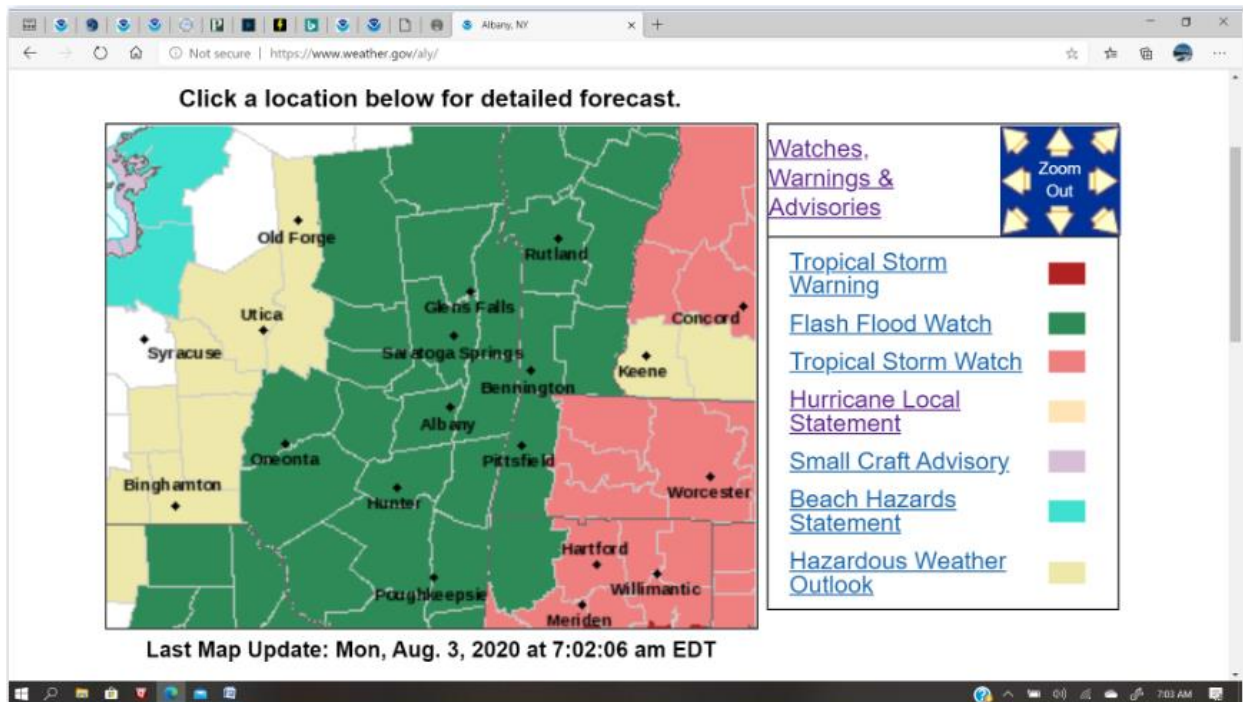 Albany, NY
Not secure | https://www.weather.gov/aly/
Click a location below for detailed forecast.
Old Forge
Rutland
Glens Falls
Utica
Concord
Syracuse
Saratoga Springs
Keene
Bennington
Albany
Oneonta
Pittsfield
Binghamton
Hunter
Worcester
Hartford
Poughkeepsie
Willimantic
Meriden
Watches,
Warnings &
Advisories
Zoom
Out
Tropical Storm
Warning
Flash Flood Watch
Tropical Storm Watch
Hurricane Local
Statement
Small Craft Advisory
Beach Hazards
Statement
Hazardous Weather
Outlook
Last Map Update: Mon, Aug. 3, 2020 at 7:02:06 am EDT
7:03 AM